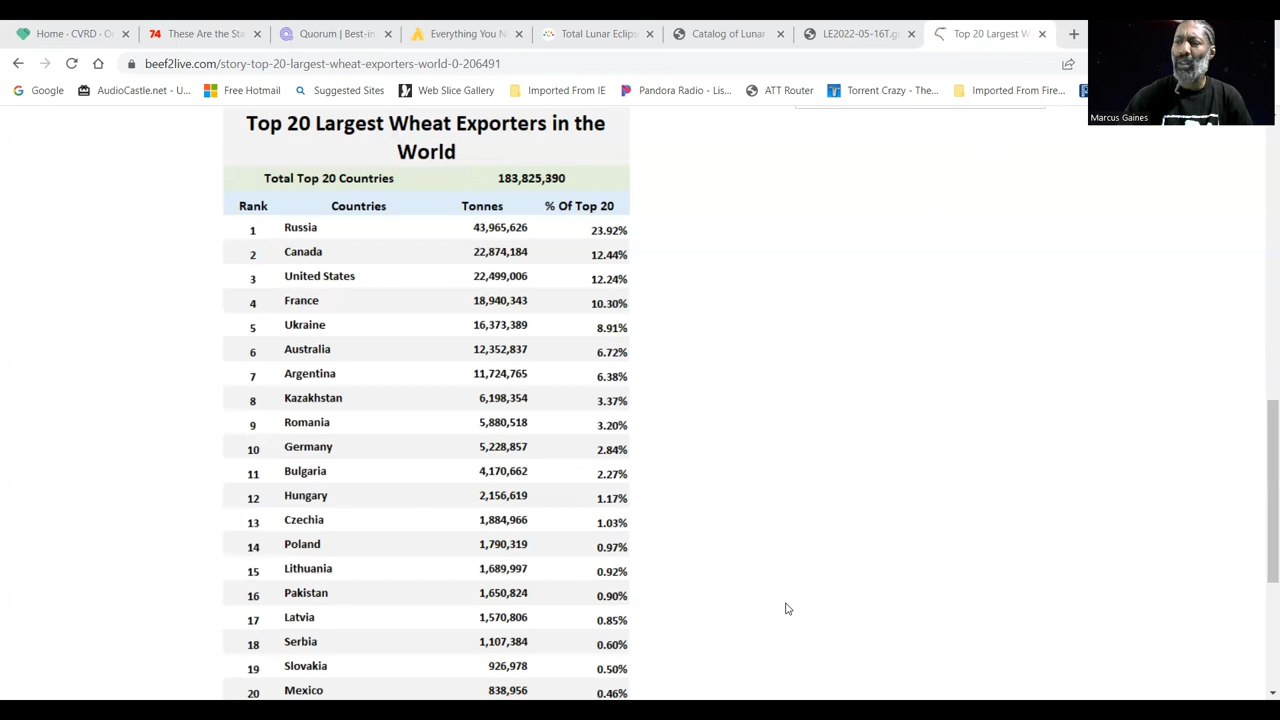 Home · CVRD · O
74 These Are the Sta
Quorum | Best-in
Everything You N
Total Lunar Eclips
Catalog of Lunar
LE2022-05-16T.g
Top 20 Largest W
beef2live.com/story-top-20-largest-wheat-exporters-world-0-206491
Google
AudioCastle.net - U...
Free Hotmail
Suggested Sites
Web Slice Gallery
Imported From IE
Pandora Radio - Lis...
ATT Router
Torrent Crazy - The...
Imported From Fire...
Marcus Gaines
Top 20 Largest Wheat Exporters in the
World
Total Top 20 Countries 183,825,390
Rank Countries Tonnes % Of Top 20
1 Russia 43,965,626 23.92%
2 Canada 22,874,184 12.44%
3 United States 22,499,006 12.24%
4 France 18,940,343 10.30%
5 Ukraine 16,373,389 8.91%
6 Australia 12,352,837 6.72%
7 Argentina 11,724,765 6.38%
8 Kazakhstan 6,198,354 3.37%
9 Romania 5,880,518 3.20%
10 Germany 5,228,857 2.84%
11 Bulgaria 4,170,662 2.27%
12 Hungary 2,156,619 1.17%
13 Czechia 1,884,966 1.03%
14 Poland 1,790,319 0.97%
15 Lithuania 1,689,997 0.92%
16 Pakistan 1,650,824 0.90%
17 Latvia 1,570,806 0.85%
18 Serbia 1,107,384 0.60%
19 Slovakia 926,978 0.50%
20 Mexico 838,956 0.46%